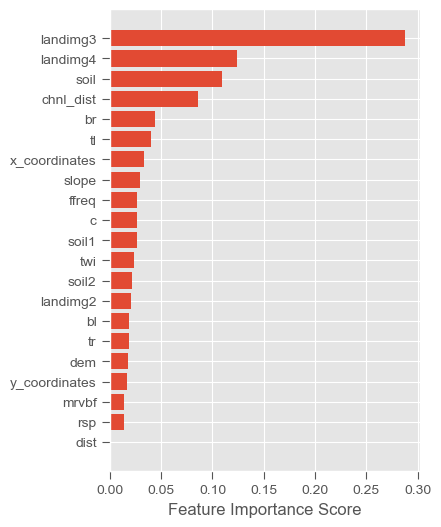 landimg3
landimg4
soil
chnl_dist
br
tl
x_coordinates
slope
ffreq
c
soil1
twi
soil2
landimg2
bl
tr
dem
y_coordinates
mrvbf
rsp
dist
0.00 0.05 0.10 0.15 0.20 0.25 0.30
Feature Importance Score